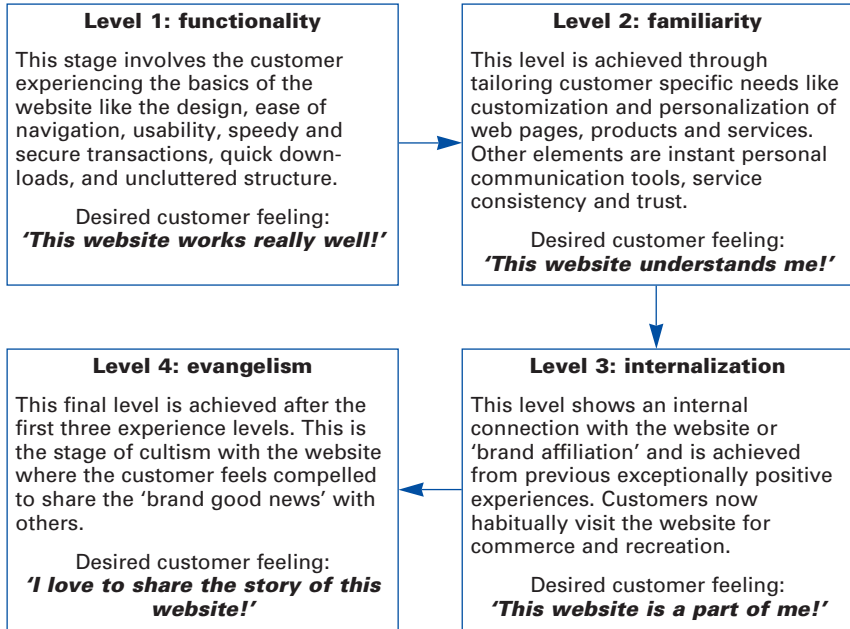 Level 1: functionality
This stage involves the customer
experiencing the basics of the
website like the design, ease of
navigation, usability, speedy and
secure transactions, quick down-
loads, and uncluttered structure.
Desired customer feeling:
‘This website works really well!’
Level 2: familiarity
This level is achieved through
tailoring customer specific needs like
customization and personalization of
web pages, products and services.
Other elements are instant personal
communication tools, service
consistency and trust.
Desired customer feeling:
‘This website understands me!’
Level 3: internalization
This level shows an internal
connection with the website or
‘brand affiliation’ and is achieved
from previous exceptionally positive
experiences. Customers now
habitually visit the website for
commerce and recreation.
Desired customer feeling:
‘This website is a part of me!’
Level 4: evangelism
This final level is achieved after the
first three experience levels. This is
the stage of cultism with the website
where the customer feels compelled
to share the ‘brand good news’ with
others.
Desired customer feeling:
‘I love to share the story of this
website!’